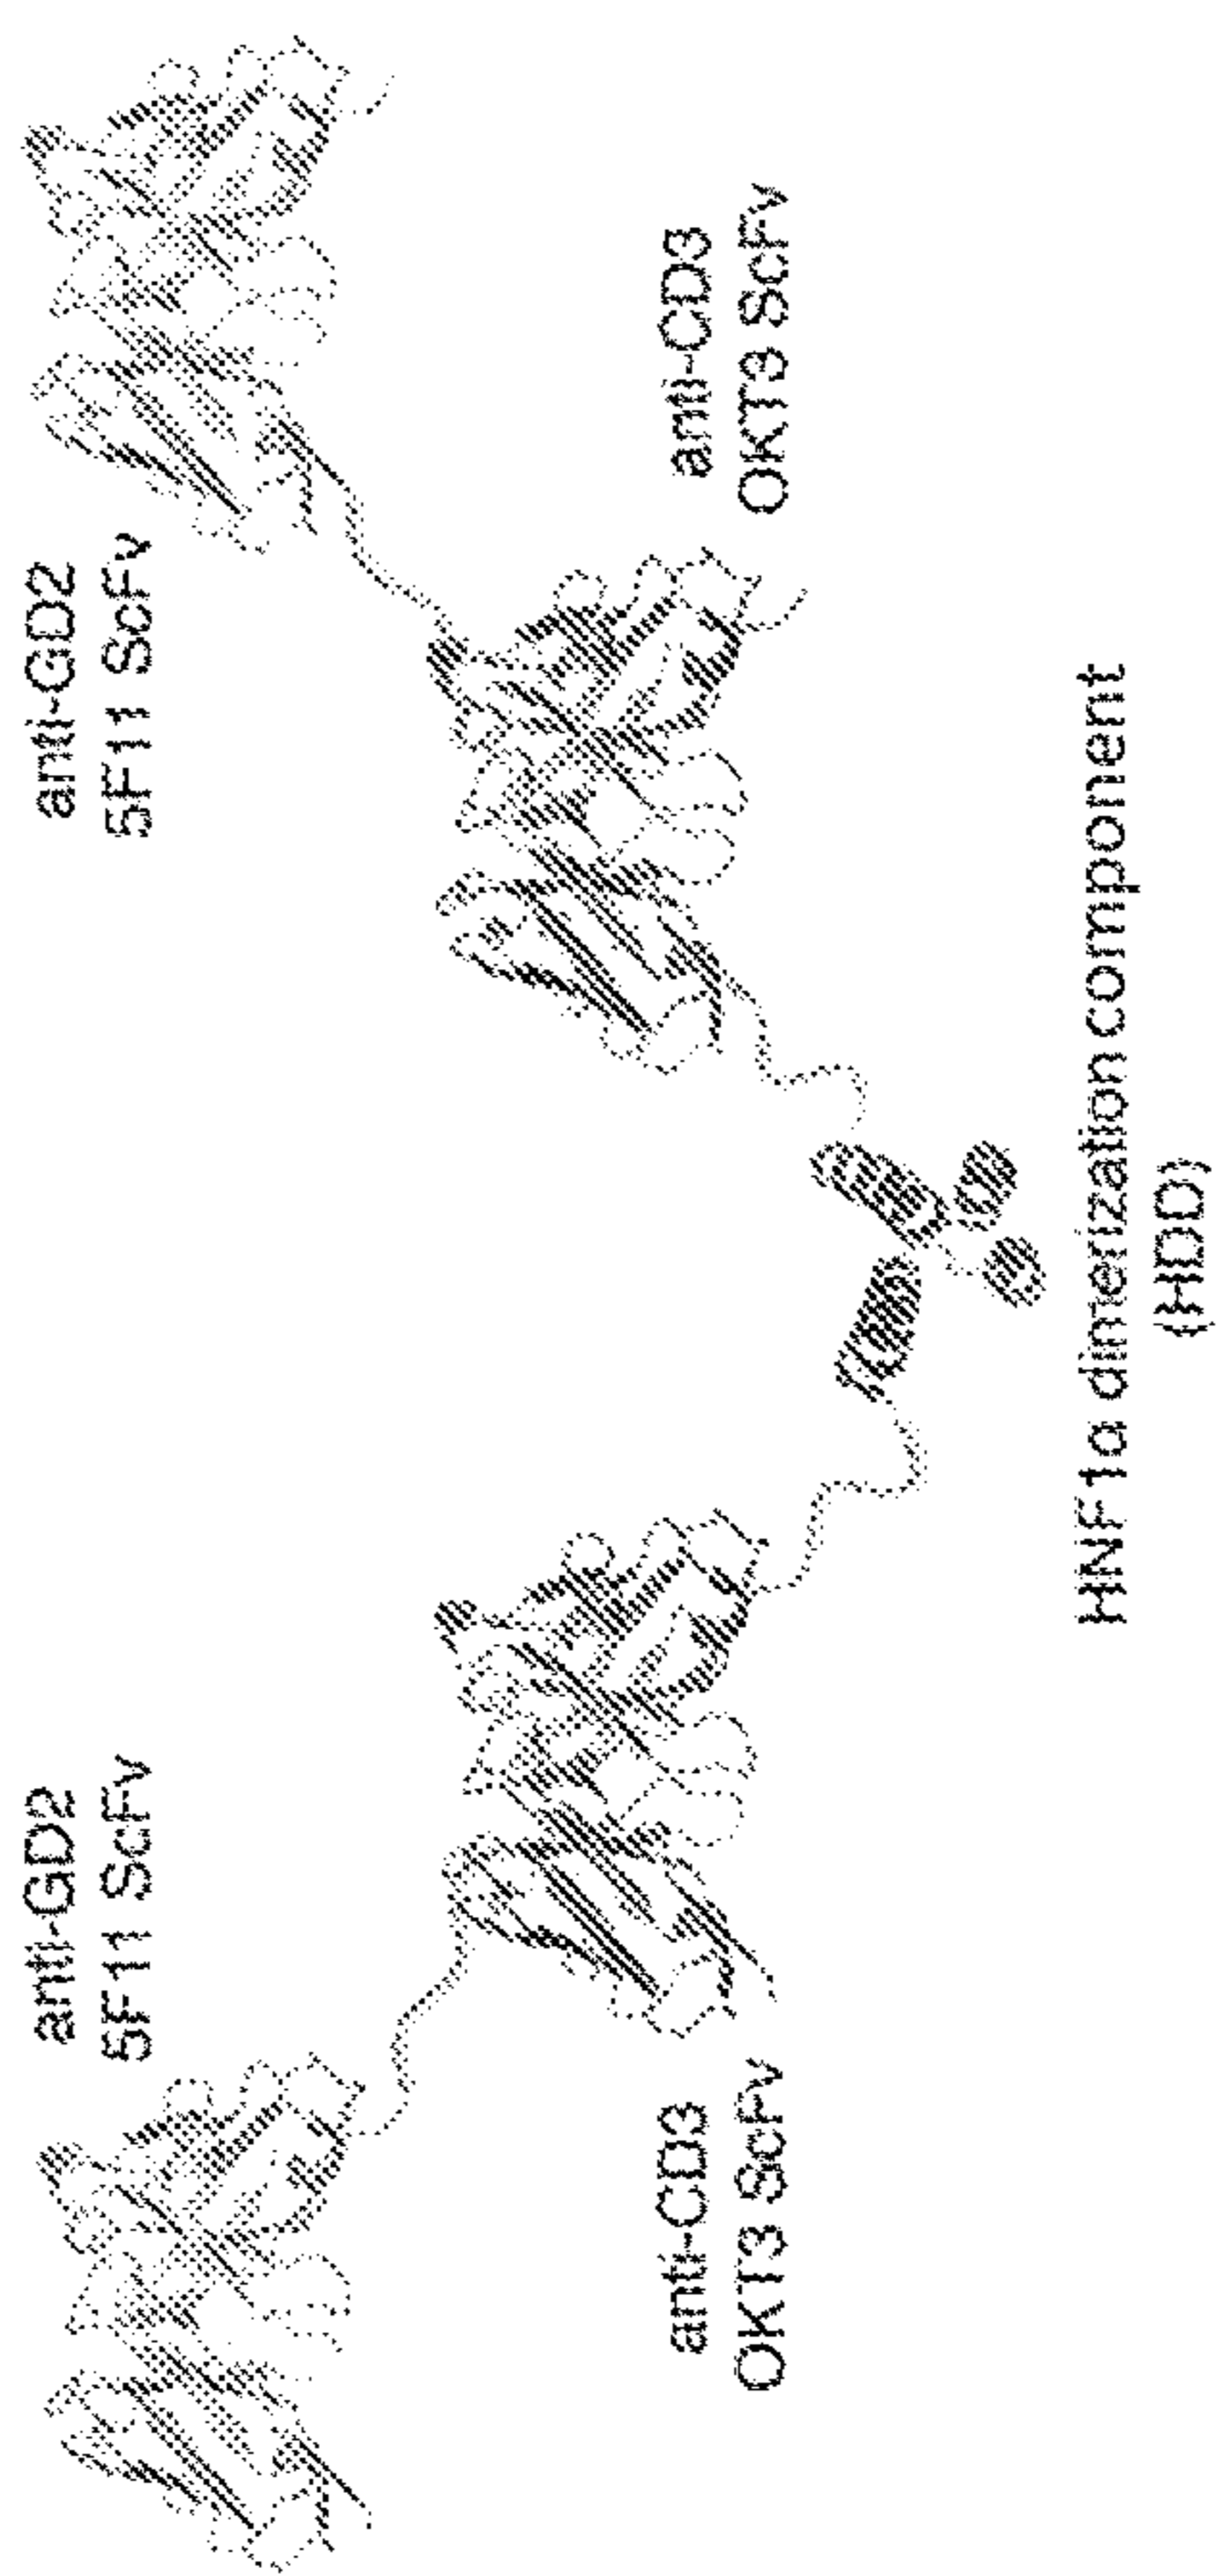 anti-GD2
5F11 ScFv
anti-GD2
5F11 ScFv
anti-CD3
OKT3 ScFv
anti-CD3
OKT3 ScFv
HNF1α dimerization component
(HDD)